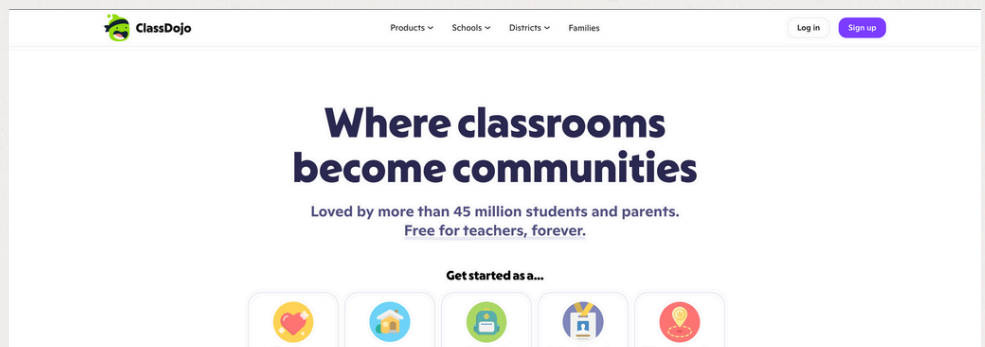 ClassDojo
Products
Schools
Districts
Families
Log in
Sign up
Where classrooms
become communities
Loved by more than 45 million students and parents.
Free for teachers, forever.
Get started as a...